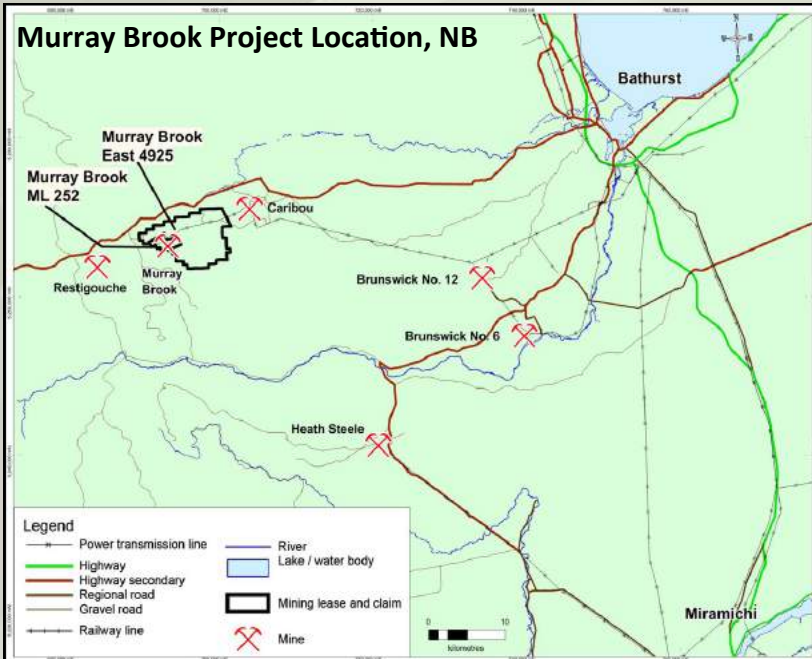 Murray Brook Project Location, NB
N
Bathurst
Murray Brook
East 4925
Murray Brook
ML 252
Caribou
Restigouche
Murray
Brook
Brunswick No. 12
Brunswick No. 6
Heath Steele
Miramichi
Legend
Power transmission line
Highway
Highway secondary
Regional road
Gravel road
Railway line
River
Lake / water body
Mining lease and claim
Mine
0
10
kilometres